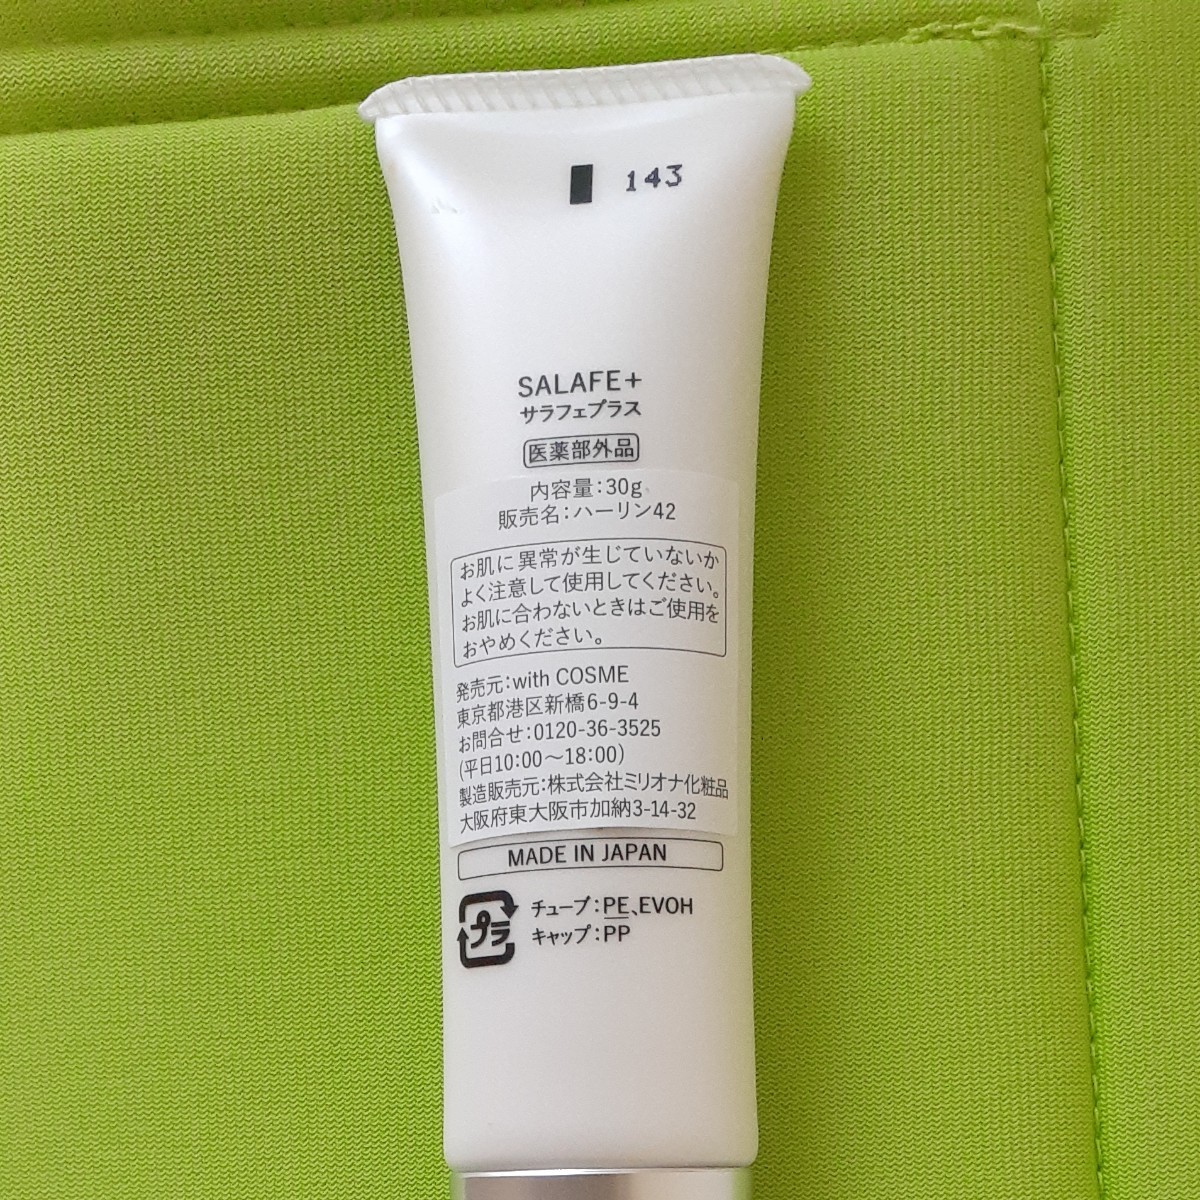 143
SALAFE+
サラフェプラス
医薬部外品
内容量:30g
販売名:ハーリン42
お肌に異常が生じていないか
よく注意して使用してください。
お肌に合わないときはご使用を
おやめください。
発売元:with COSME
東京都港区新橋6-9-4
お問合せ:0120-36-3525
(平日10:00〜18:00)
製造販売元:株式会社ミリオナ化粧品
大阪府東大阪市加納3-14-32
MADE IN JAPAN
プラ
チューブ:PE、EVOH
キャップ:PP